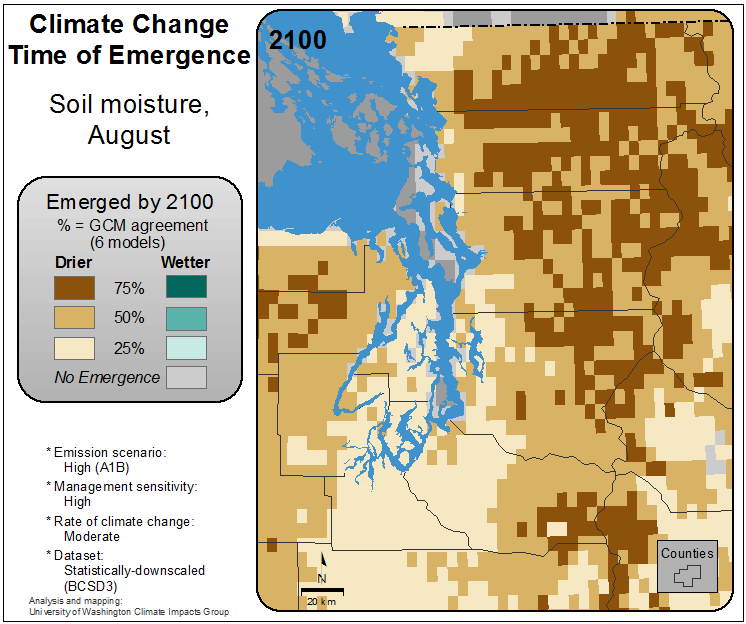 Climate Change
Time of Emergence
Soil moisture,
August
Emerged by 2100
% = GCM agreement
(6 models)
Drier Wetter
75%
50%
25%
No Emergence
* Emission scenario:
High (A1B)
* Management sensitivity:
High
* Rate of climate change:
Moderate
* Dataset:
Statistically-downscaled
(BCSD3)
Analysis and mapping:
University of Washington Climate Impacts Group
2100
N
20 km
Counties